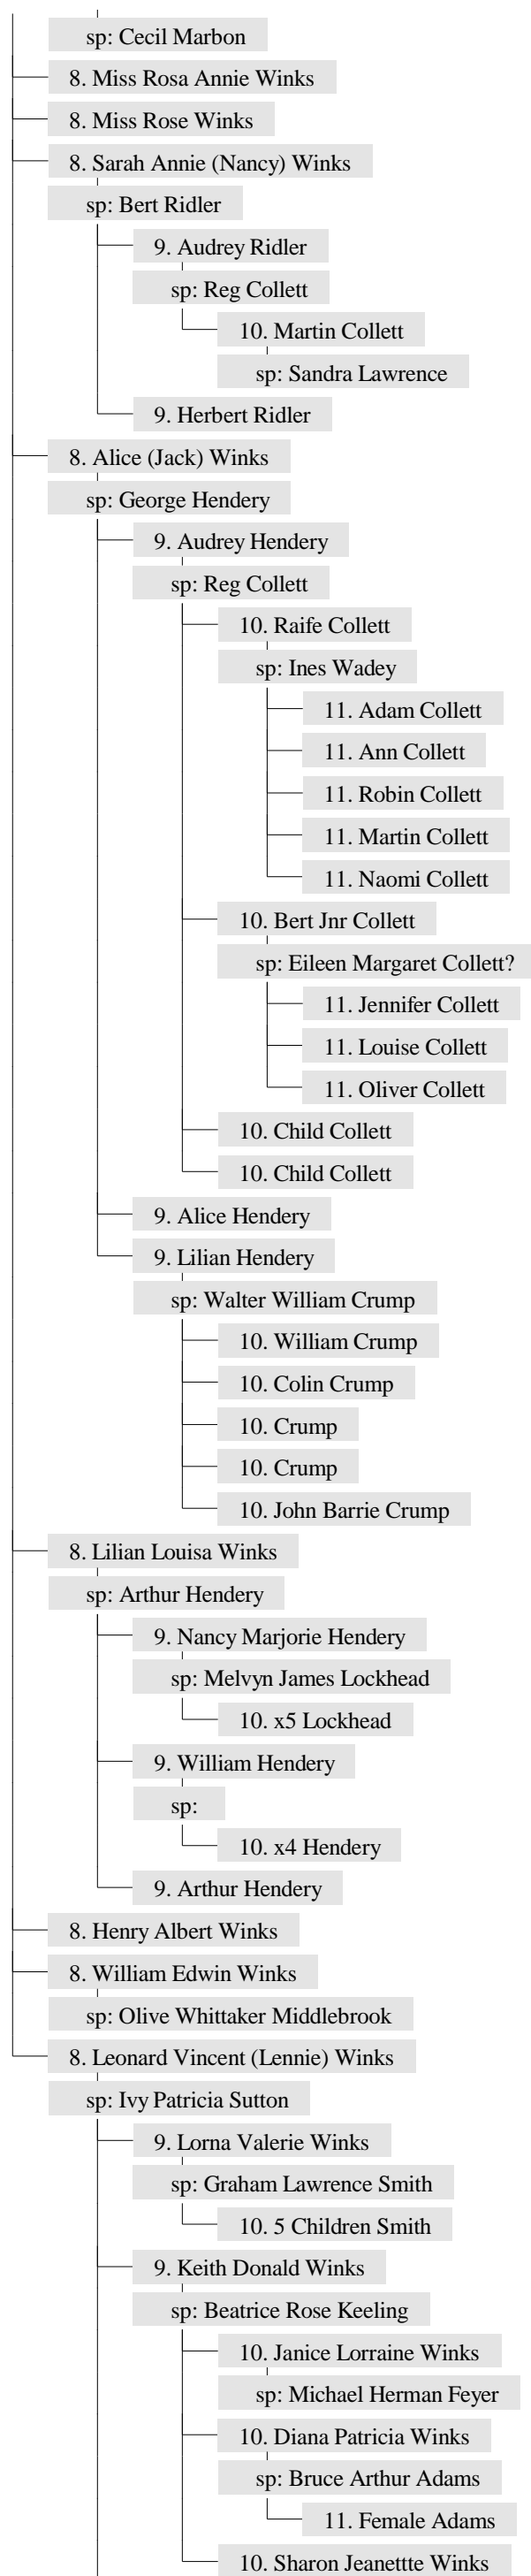 sp: Cecil Marbon
8. Miss Rosa Annie Winks
8. Miss Rose Winks
8. Sarah Annie (Nancy) Winks
sp: Bert Ridler
9. Audrey Ridler
sp: Reg Collett
10. Martin Collett
sp: Sandra Lawrence
9. Herbert Ridler
8. Alice (Jack) Winks
sp: George Hendery
9. Audrey Hendery
sp: Reg Collett
10. Raife Collett
sp: Ines Wadey
11. Adam Collett
11. Ann Collett
11. Robin Collett
11. Martin Collett
11. Naomi Collett
10. Bert Jnr Collett
sp: Eileen Margaret Collett?
11. Jennifer Collett
11. Louise Collett
11. Oliver Collett
10. Child Collett
10. Child Collett
9. Alice Hendery
9. Lilian Hendery
sp: Walter William Crump
10. William Crump
10. Colin Crump
10. Crump
10. Crump
10. John Barrie Crump
8. Lilian Louisa Winks
sp: Arthur Hendery
9. Nancy Marjorie Hendery
sp: Melvyn James Lockhead
10. x5 Lockhead
9. William Hendery
sp:
10. x4 Hendery
9. Arthur Hendery
8. Henry Albert Winks
8. William Edwin Winks
sp: Olive Whittaker Middlebrook
8. Leonard Vincent (Lennie) Winks
sp: Ivy Patricia Sutton
9. Lorna Valerie Winks
sp: Graham Lawrence Smith
10. 5 Children Smith
9. Keith Donald Winks
sp: Beatrice Rose Keeling
10. Janice Lorraine Winks
sp: Michael Herman Feyer
10. Diana Patricia Winks
sp: Bruce Arthur Adams
11. Female Adams
10. Sharon Jeanettte Winks